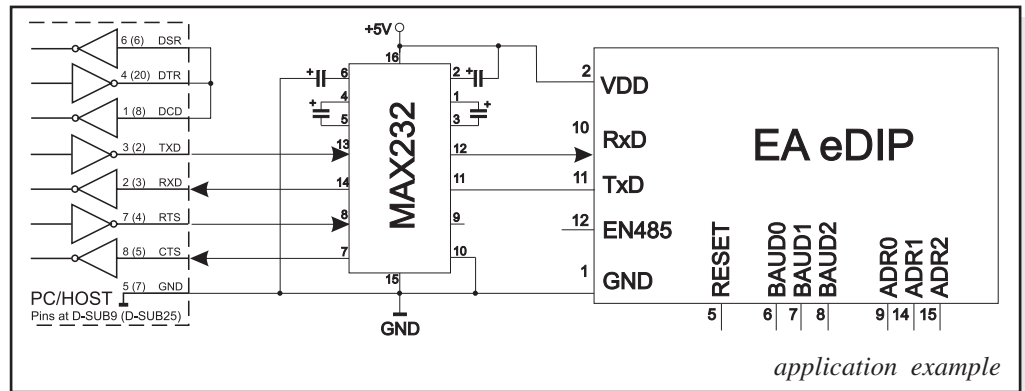 6 (6) DSR
4 (20) DTR
1 (8) DCD
3 (2) TXD
2 (3) RXD
7 (4) RTS
8 (5) CTS
5 (7) GND
PC/HOST
Pins at D-SUB9 (D-SUB25)
+5V
16
+ 6
2 +
+ 4
1 +
5
3
13
12
14
11
8
9
7
10
15
MAX232
GND
2 VDD
10 RxD
11 TxD
12 EN485
1 GND
EA eDIP
RESET
BAUD0
BAUD1
BAUD2
ADR0
ADR1
ADR2
5 6 7 8 9 14 15
application example